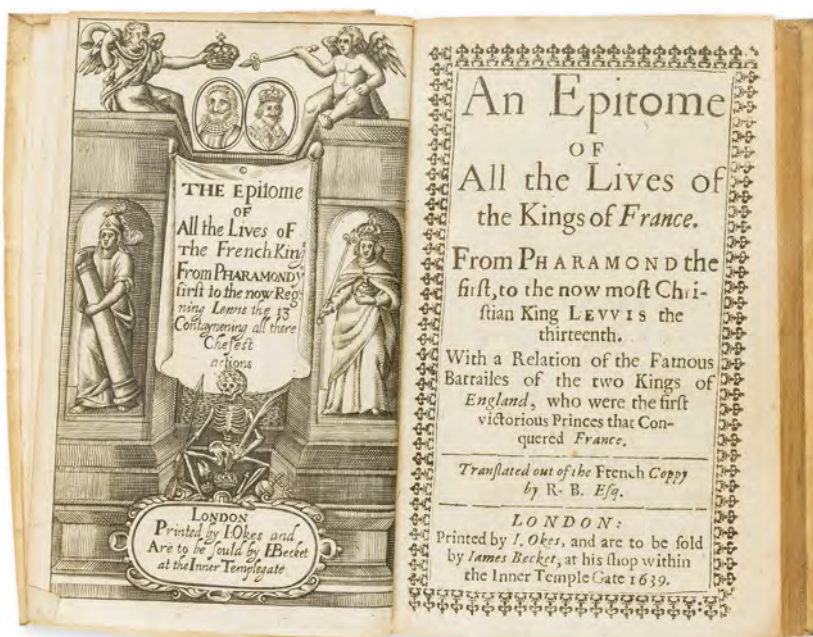 THE Epitome
OF
All the Lives OF
The French King
From PHARAMOND Yͤ
first to the now Reg-
ning Lewis the 13
Contaynening all there
Chefest
actions
LONDON
Printed by I: Okes and
Are to be sould by I Becket
at the Inner Templegate
An Epitome
OF
All the Lives of
the Kings of France.
From PHARAMOND the
first, to the now most Chri-
stian King LEVVIS the
thirteenth.
With a Relation of the Famous
Battailes of the two Kings of
England, who were the first
victorious Princes that Con-
quered France.
Translated out of the French Coppy
by R. B. Esq.
LONDON:
Printed by I. Okes, and are to be sold
by Iames Becket, at his shop within
the Inner Temple Gate 1639.